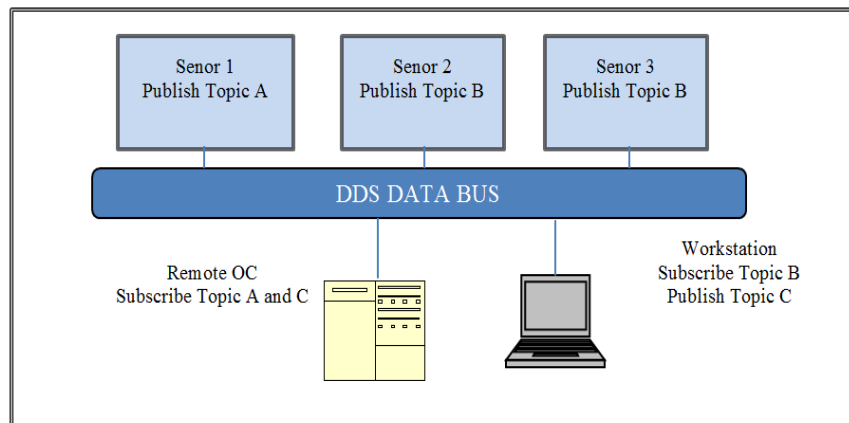 Senor 1
Publish Topic A
Senor 2
Publish Topic B
Senor 3
Publish Topic B
DDS DATA BUS
Remote OC
Subscribe Topic A and C
Workstation
Subscribe Topic B
Publish Topic C